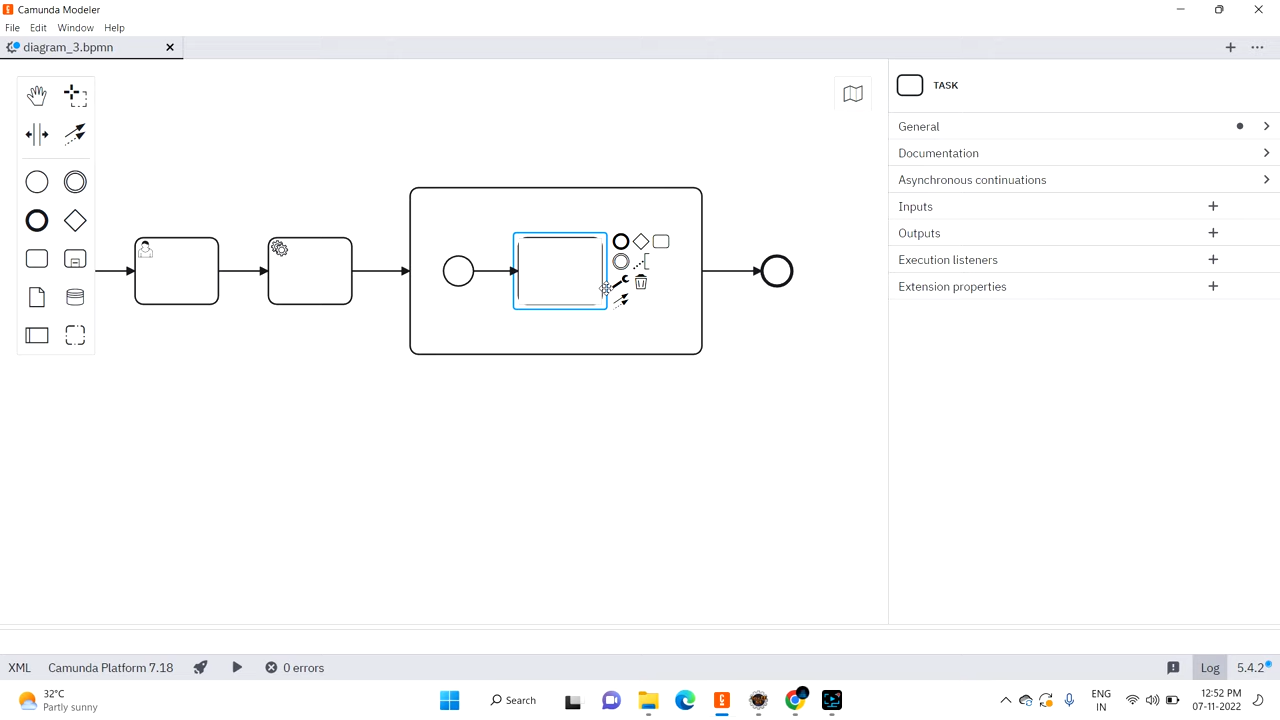 Camunda Modeler
File Edit Window Help
diagram_3.bpmn
TASK
General
Documentation
Asynchronous continuations
Inputs
Outputs
Execution listeners
Extension properties
XML Camunda Platform 7.18 0 errors Log 5.4.2
32°C
Partly sunny
Search
ENG
IN
12:52 PM
07-11-2022